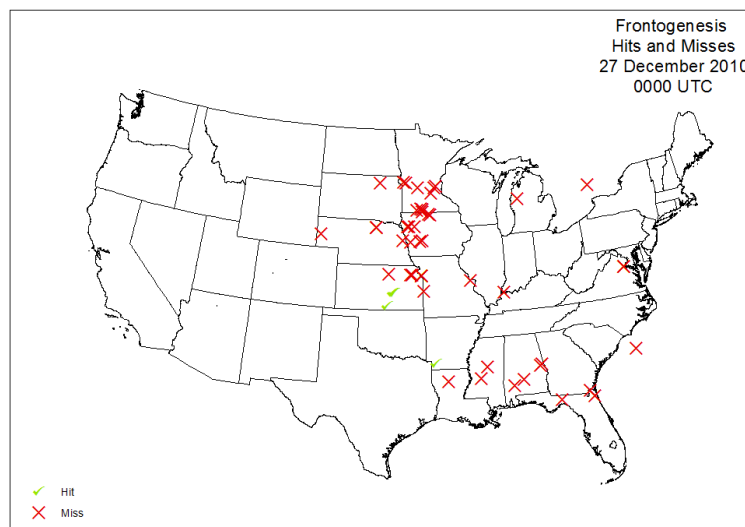 Frontogenesis
Hits and Misses
27 December 2010
0000 UTC
Hit
Miss